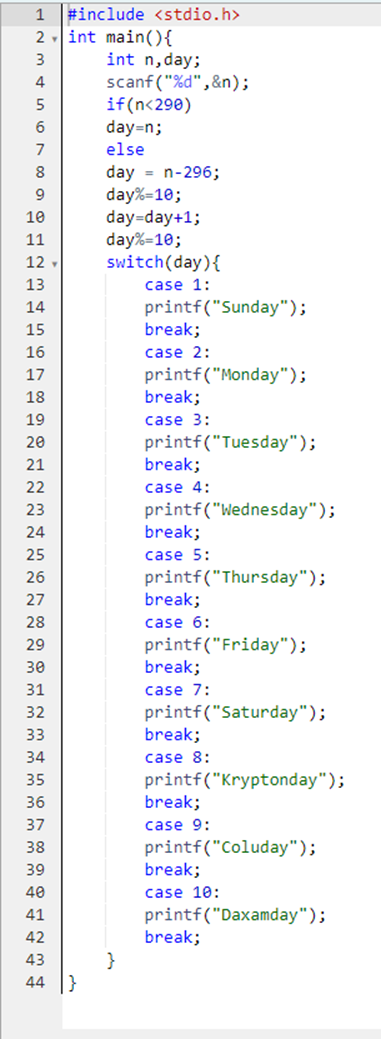 1 #include <stdio.h>
2 int main(){
3 int n,day;
4 scanf("%d",&n);
5 if(n<290)
6 day=n;
7 else
8 day = n-296;
9 day%=10;
10 day=day+1;
11 day%=10;
12 switch(day){
13 case 1:
14 printf("Sunday");
15 break;
16 case 2:
17 printf("Monday");
18 break;
19 case 3:
20 printf("Tuesday");
21 break;
22 case 4:
23 printf("Wednesday");
24 break;
25 case 5:
26 printf("Thursday");
27 break;
28 case 6:
29 printf("Friday");
30 break;
31 case 7:
32 printf("Saturday");
33 break;
34 case 8:
35 printf("Kryptonday");
36 break;
37 case 9:
38 printf("Coluday");
39 break;
40 case 10:
41 printf("Daxamday");
42 break;
43 }
44 }